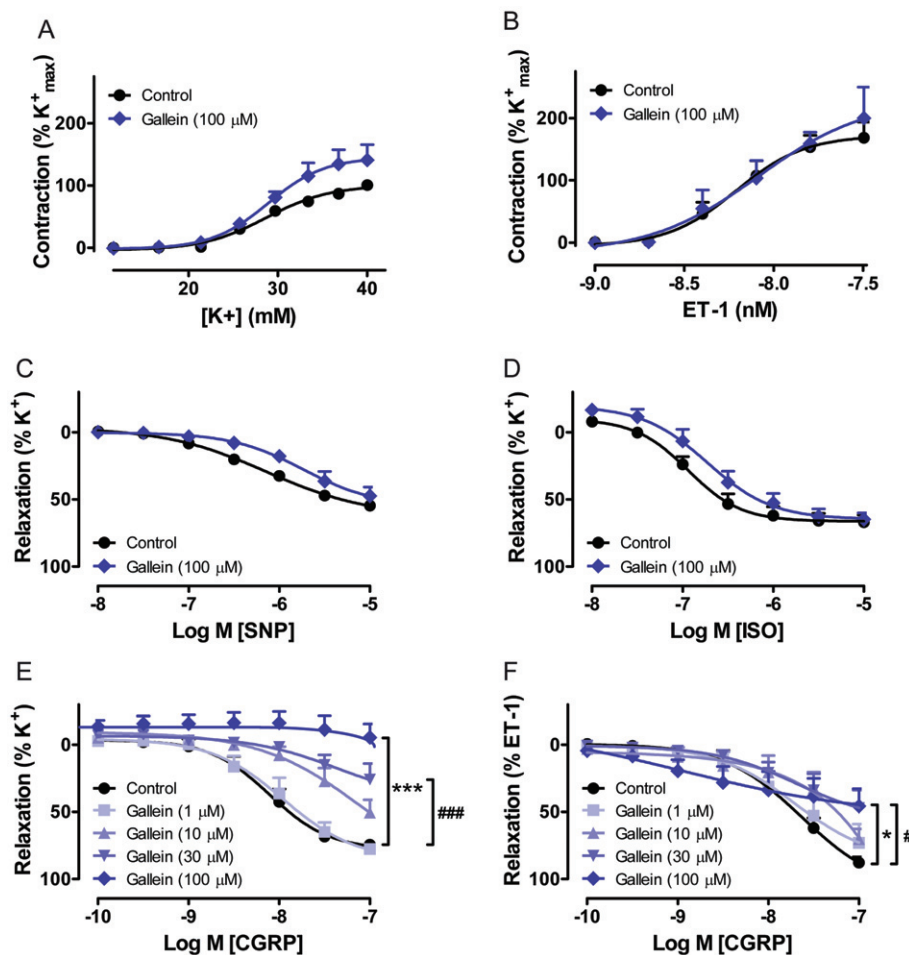 A
Contraction (% K+max)
200
100
0
Control
Gallein (100 μM)
20
30
40
[K+] (mM)
B
Contraction (% K+max)
200
100
0
Control
Gallein (100 μM)
-9.0
-8.5
-8.0
-7.5
ET-1 (nM)
C
Relaxation (% K+)
0
50
100
Control
Gallein (100 μM)
-8
-7
-6
-5
Log M [SNP]
D
Relaxation (% K+)
0
50
100
Control
Gallein (100 μM)
-8
-7
-6
-5
Log M [ISO]
E
Relaxation (% K+)
0
50
100
Control
Gallein (1 μM)
Gallein (10 μM)
Gallein (30 μM)
Gallein (100 μM)
***
###
-10
-9
-8
-7
Log M [CGRP]
F
Relaxation (% ET-1)
0
50
100
Control
Gallein (1 μM)
Gallein (10 μM)
Gallein (30 μM)
Gallein (100 μM)
*
#
-10
-9
-8
-7
Log M [CGRP]